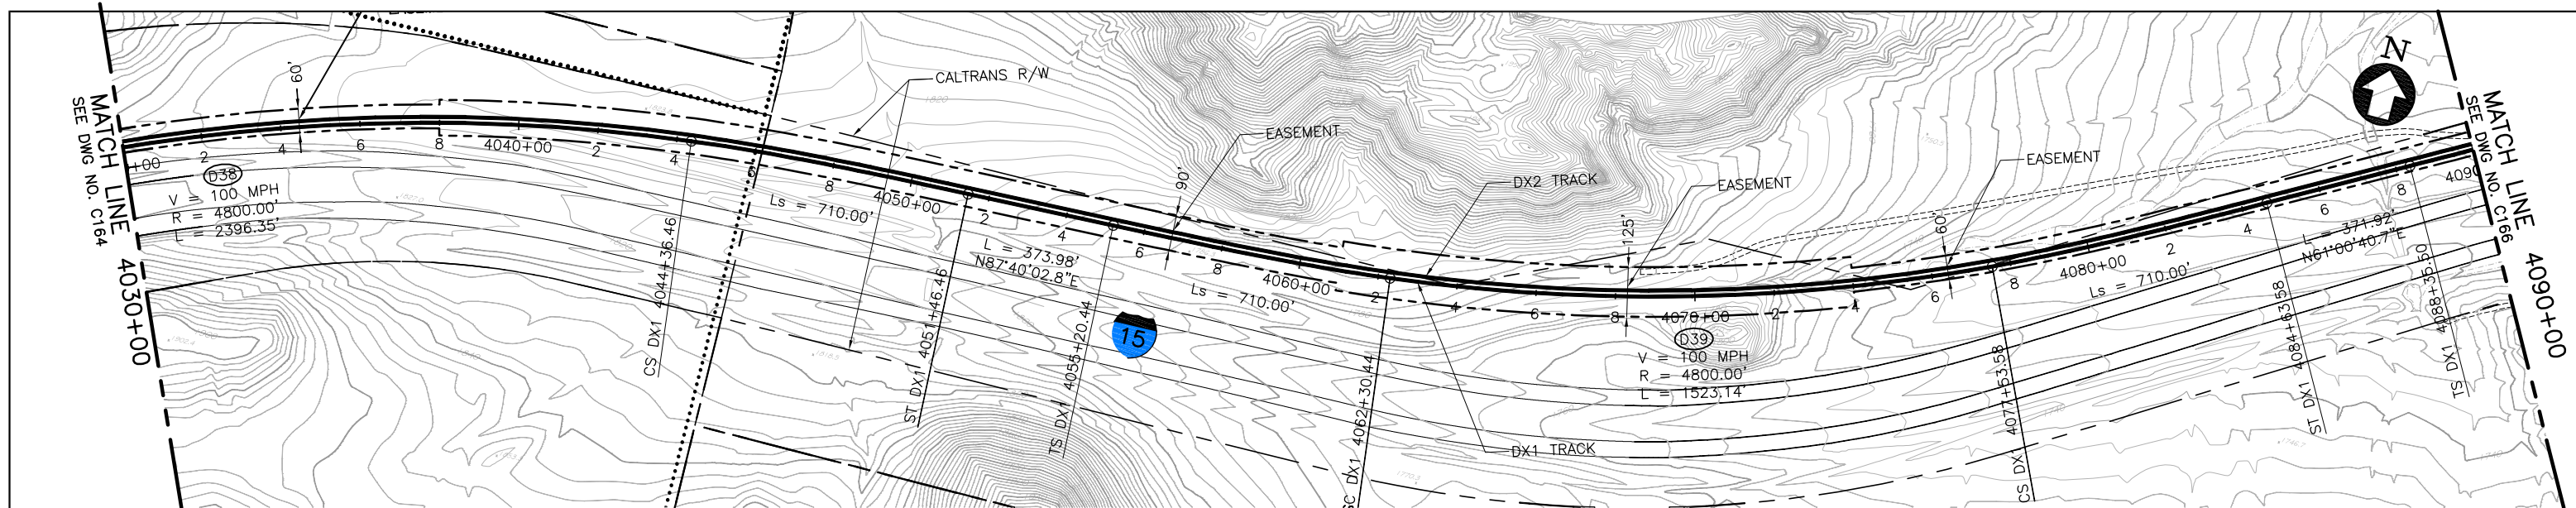 MATCH LINE 4030+00
SEE DWG NO. C164
+00
2
4
6
8
4040+00
2
4
6
8
4050+00
2
4
6
8
4060+00
2
4
6
8
4070+00
2
4
6
8
4080+00
2
4
6
8
4090
60'
D38
V = 100 MPH
R = 4800.00'
L = 2396.35'
CS DX1 4044+36.46
Ls = 710.00'
CALTRANS R/W
ST DX1 4051+46.46
L = 373.98'
N87°40'02.8"E
TS DX1 4055+20.44
90'
EASEMENT
15
Ls = 710.00'
SC DX1 4062+30.44
DX2 TRACK
DX1 TRACK
125'
EASEMENT
D39
V = 100 MPH
R = 4800.00'
L = 1523.14'
60'
EASEMENT
CS DX1 4077+53.58
Ls = 710.00'
ST DX1 4084+63.58
L = 371.92'
N61°00'40.7"E
TS DX1 4088+35.50
N
MATCH LINE 4090+00
SEE DWG NO. C166